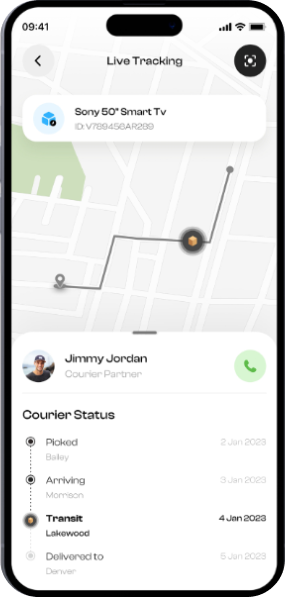 09:41
Live Tracking
Sony 50" Smart Tv
ID: V789456AR289
Jimmy Jordan
Courier Partner
Courier Status
Picked 2 Jan 2023
Bailey
Arriving 3 Jan 2023
Morrison
Transit 4 Jan 2023
Lakewood
Delivered to 5 Jan 2023
Denver